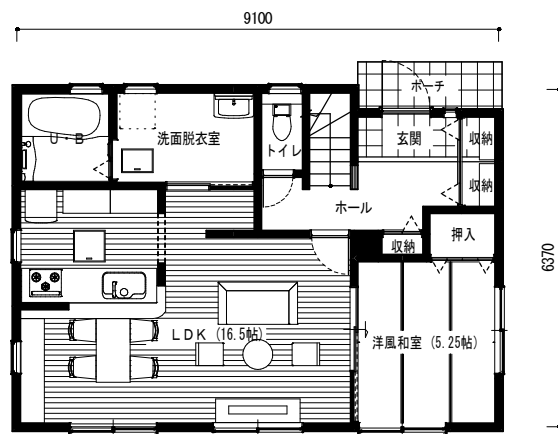 9100
ポーチ
U・B
洗面脱衣室
トイレ
玄関
収納
収納
ホール
収納
押入
6370
LDK (16.5帖)
洋風和室 (5.25帖)